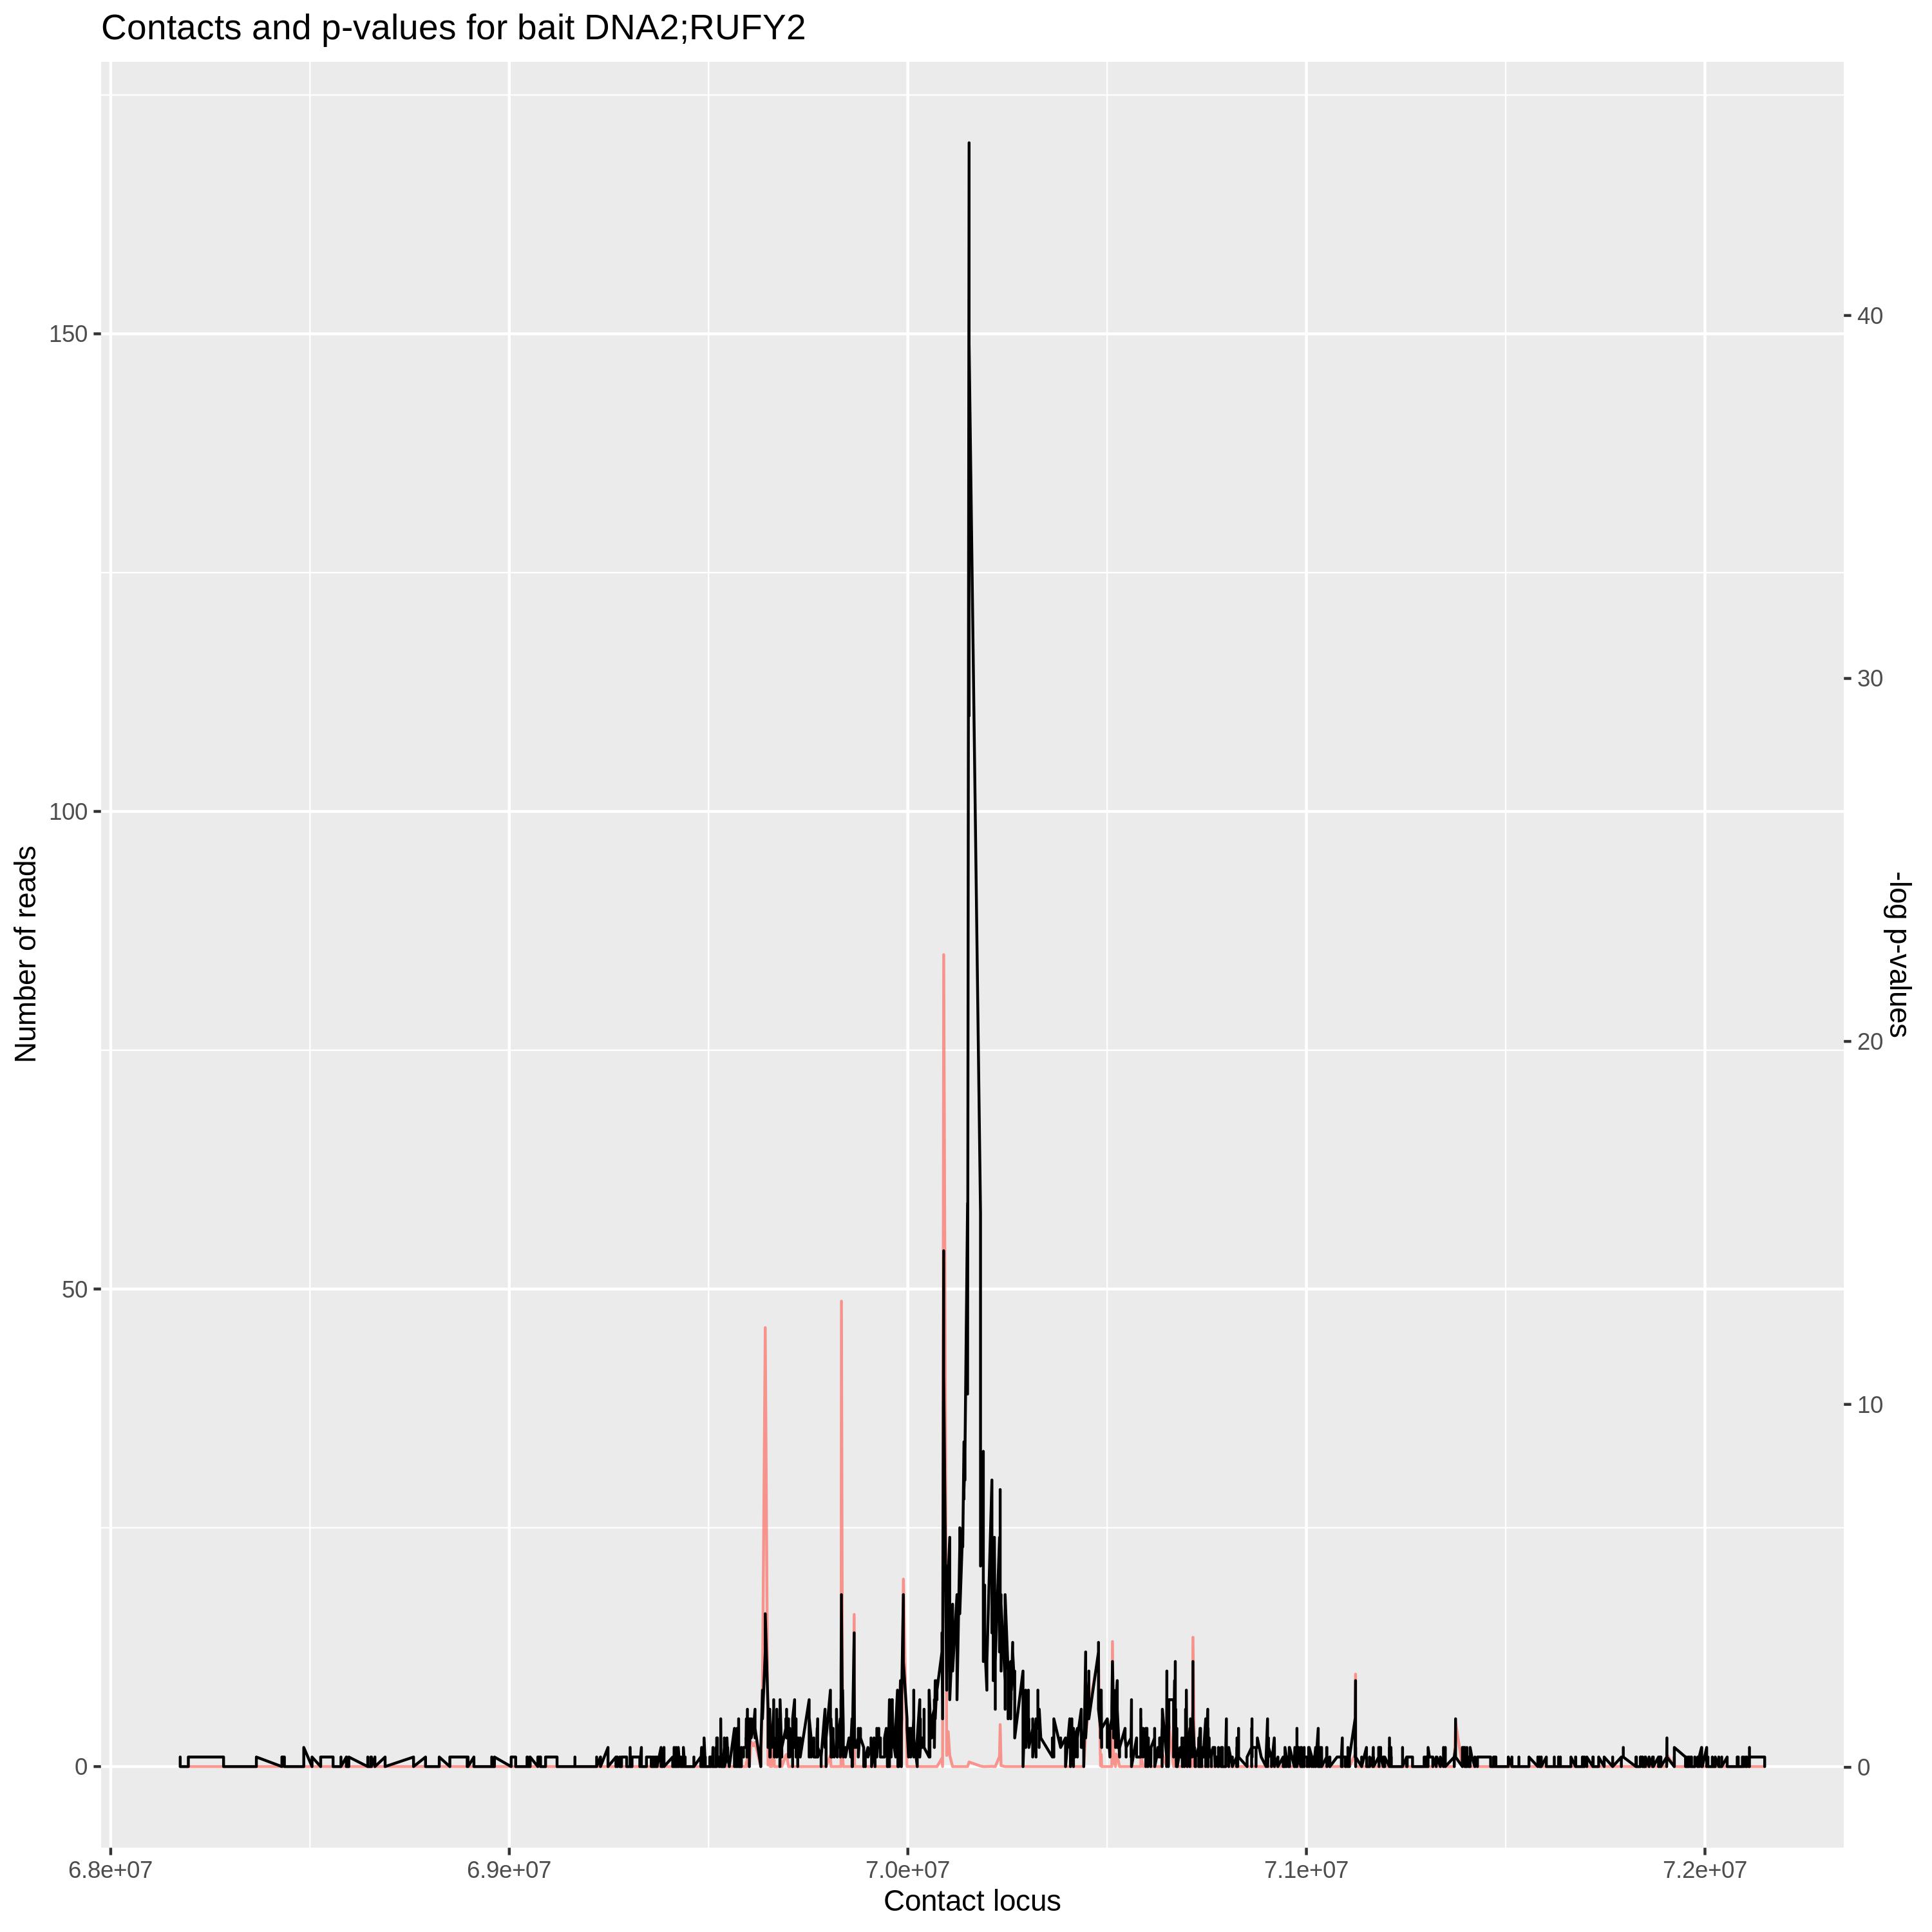 Contacts and p-values for bait DNA2;RUFY2
150
100
50
0
Number of reads
40
30
20
10
0
-log p-values
6.8e+07
6.9e+07
7.0e+07
7.1e+07
7.2e+07
Contact locus